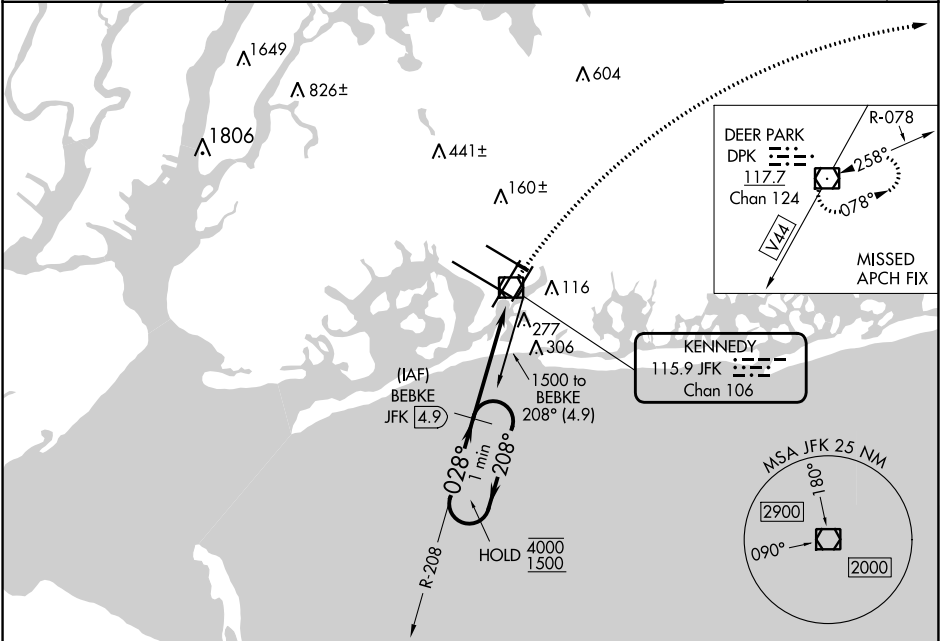 1649
826±
1806
604
441±
160±
R-078
DEER PARK
DPK
117.7
Chan 124
258°
078°
V44
MISSED
APCH FIX
116
277
306
KENNEDY
115.9 JFK
Chan 106
(IAF)
BEBKE
JFK 4.9
1500 to
BEBKE
208° (4.9)
028°
1 min
208°
HOLD 4000
1500
R-208
MSA JFK 25 NM
180°
2900
090°
2000